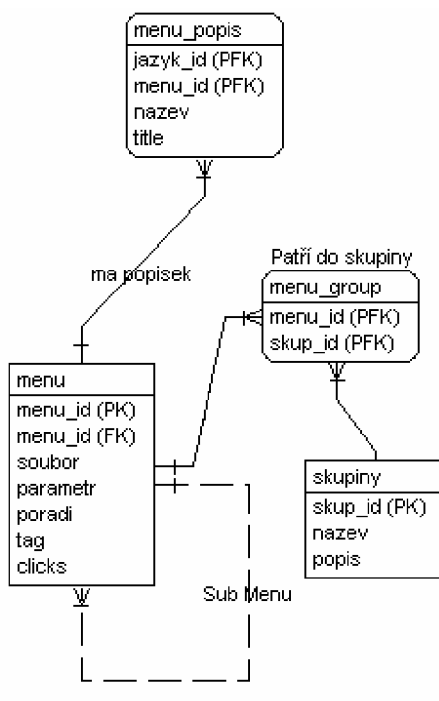 menu_popis
jazyk_id (PFK)
menu_id (PFK)
nazev
title
ma popisek
Patří do skupiny
menu_group
menu_id (PFK)
skup_id (PFK)
menu
menu_id (PK)
menu_id (FK)
soubor
parametr
poradi
tag
clicks
skupiny
skup_id (PK)
nazev
popis
Sub Menu